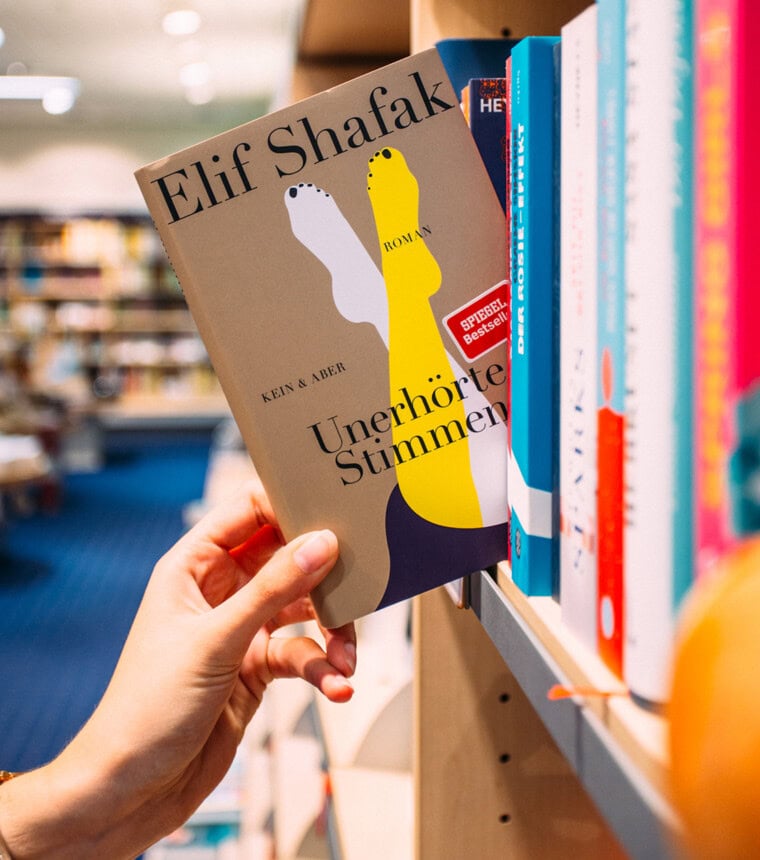 Elif Shafak
ROMAN
SPIEGEL
Bestsell
KEIN & ABER
Unerhörte
Stimmen
HEY
DER ROSIE-EFFEKT